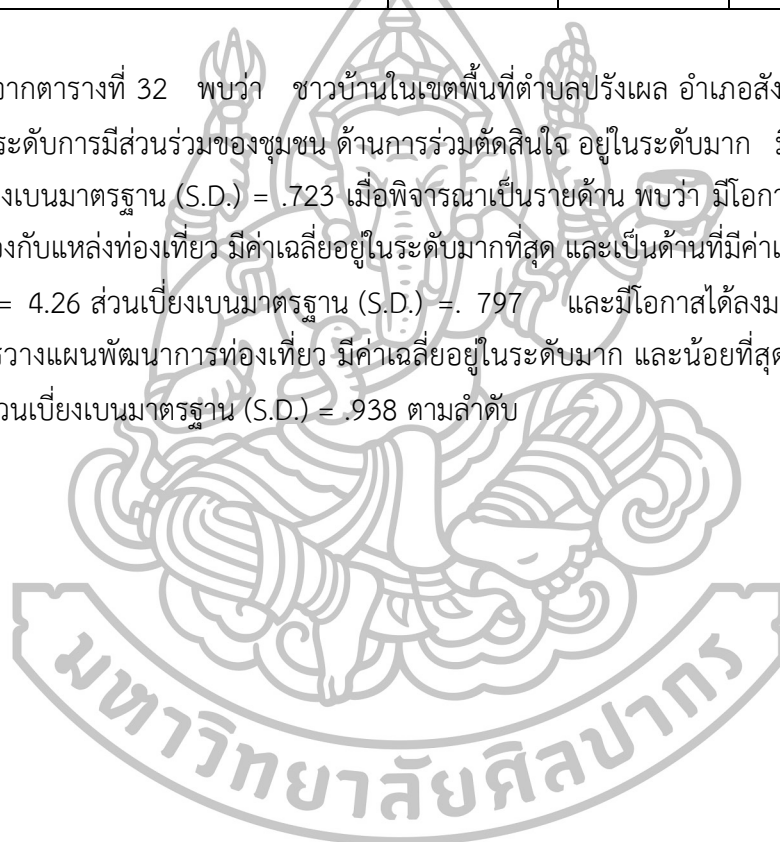 จากตารางที่ 32 พบว่า ชาวบ้านในเขตพื้นที่ตำบลปรังเผล อำเภอสัง
ระดับการมีส่วนร่วมของชุมชน ด้านการร่วมตัดสินใจ อยู่ในระดับมาก
งเบนมาตรฐาน (S.D.) = .723 เมื่อพิจารณาเป็นรายด้าน พบว่า มีโอกา
องกับแหล่งท่องเที่ยว มีค่าเฉลี่ยอยู่ในระดับมากที่สุด และเป็นด้านที่มีค่าเ
= 4.26 ส่วนเบี่ยงเบนมาตรฐาน (S.D.) =. 797 และมีโอกาสได้ลงม
รวางแผนพัฒนาการท่องเที่ยว มีค่าเฉลี่ยอยู่ในระดับมาก และน้อยที่สุด
วนเบี่ยงเบนมาตรฐาน (S.D.) = .938 ตามลำดับ
มหาวิทยาลัยศิลปากร